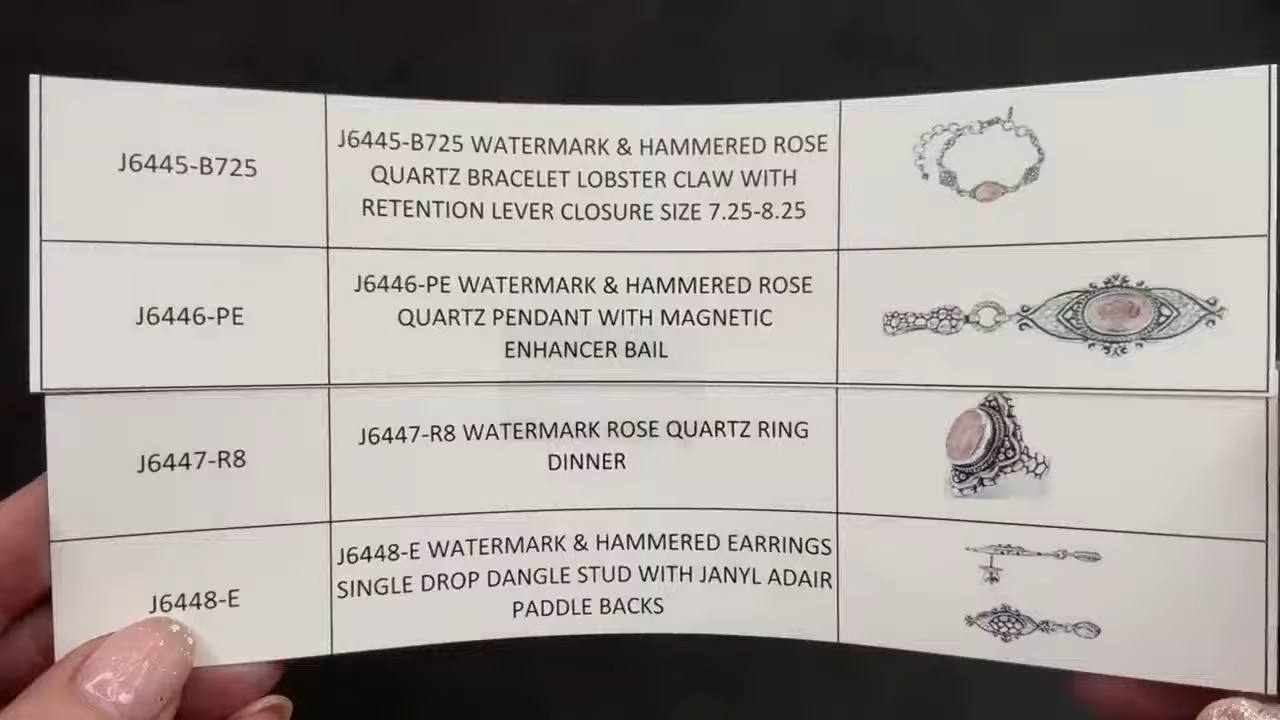 J6445-B725
J6445-B725 WATERMARK & HAMMERED ROSE
QUARTZ BRACELET LOBSTER CLAW WITH
RETENTION LEVER CLOSURE SIZE 7.25-8.25
J6446-PE
J6446-PE WATERMARK & HAMMERED ROSE
QUARTZ PENDANT WITH MAGNETIC
ENHANCER BAIL
J6447-R8
J6447-R8 WATERMARK ROSE QUARTZ RING
DINNER
J6448-E
J6448-E WATERMARK & HAMMERED EARRINGS
SINGLE DROP DANGLE STUD WITH JANYL ADAIR
PADDLE BACKS